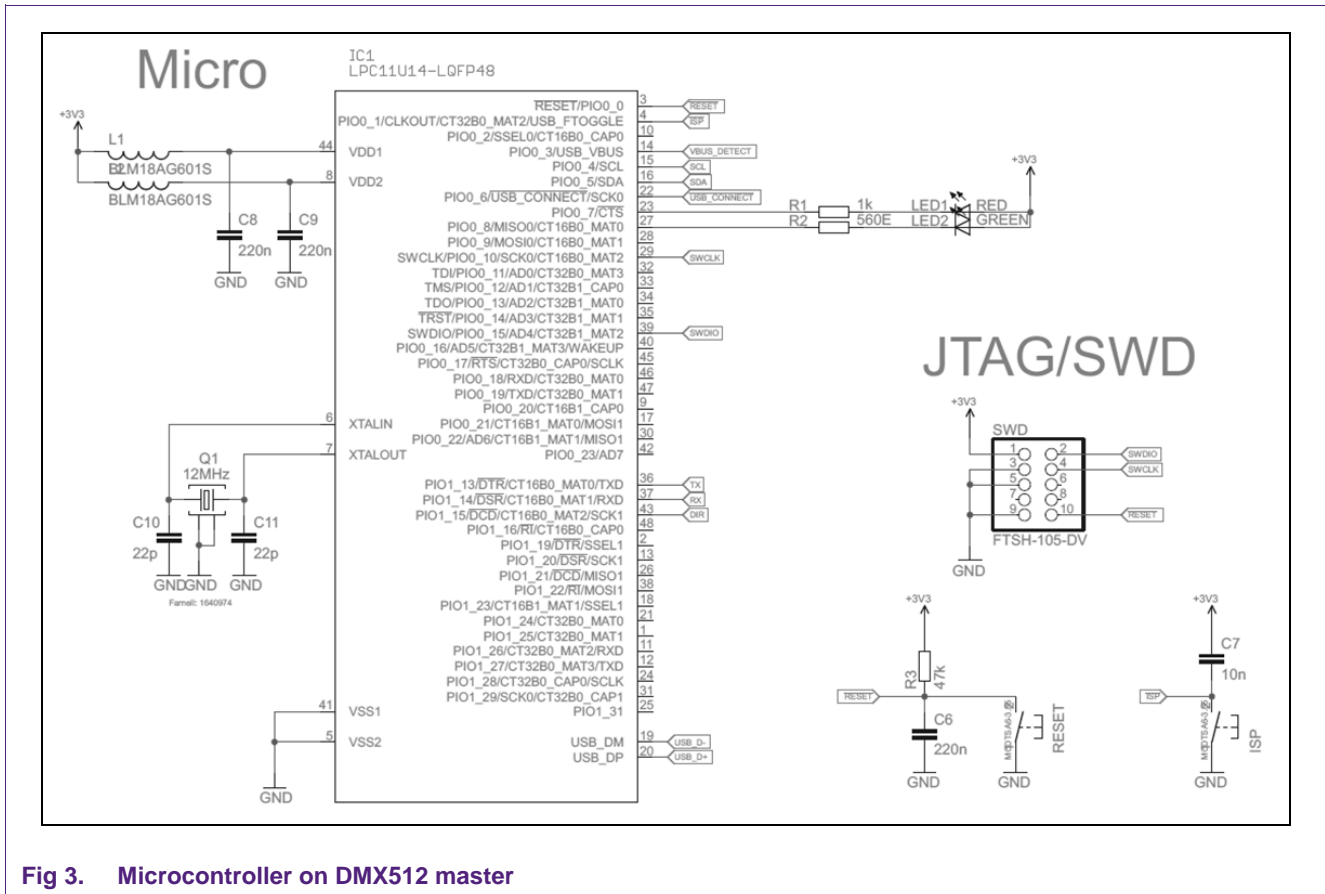 Micro
IC1
LPC11U14-LQFP48
+3V3
L1
BLM18AG601S
BLM18AG601S
44
VDD1
8
VDD2
C8
220n
C9
220n
GND
GND
6
XTALIN
7
XTALOUT
Q1
12MHz
C10
22p
C11
22p
GND
GND
GND
Farnell: 1640974
41
VSS1
5
VSS2
GND
RESET/PIO0_0 3 RESET
PIO0_1/CLKOUT/CT32B0_MAT2/USB_FTOGGLE 4 ISP
PIO0_2/SSEL0/CT16B0_CAP0 10
PIO0_3/USB_VBUS 14 VBUS_DETECT
PIO0_4/SCL 15 SCL
PIO0_5/SDA 16 SDA
PIO0_6/USB_CONNECT/SCK0 22 USB_CONNECT
PIO0_7/CTS 23
PIO0_8/MISO0/CT16B0_MAT0 27
PIO0_9/MOSI0/CT16B0_MAT1 28
SWCLK/PIO0_10/SCK0/CT16B0_MAT2 29 SWCLK
TDI/PIO0_11/AD0/CT32B0_MAT3 32
TMS/PIO0_12/AD1/CT32B1_CAP0 33
TDO/PIO0_13/AD2/CT32B1_MAT0 34
TRST/PIO0_14/AD3/CT32B1_MAT1 35
SWDIO/PIO0_15/AD4/CT32B1_MAT2 39 SWDIO
PIO0_16/AD5/CT32B1_MAT3/WAKEUP 40
PIO0_17/RTS/CT32B0_CAP0/SCLK 45
PIO0_18/RXD/CT32B0_MAT0 46
PIO0_19/TXD/CT32B0_MAT1 47
PIO0_20/CT16B1_CAP0 9
PIO0_21/CT16B1_MAT0/MOSI1 17
PIO0_22/AD6/CT16B1_MAT1/MISO1 30
PIO0_23/AD7 42
PIO1_13/DTR/CT16B0_MAT0/TXD 36 TX
PIO1_14/DSR/CT16B0_MAT1/RXD 37 RX
PIO1_15/DCD/CT16B0_MAT2/SCK1 43 DIR
PIO1_16/RI/CT16B0_CAP0 48
PIO1_19/DTR/SSEL1 2
PIO1_20/DSR/SCK1 13
PIO1_21/DCD/MISO1 26
PIO1_22/RI/MOSI1 38
PIO1_23/CT16B1_MAT1/SSEL1 18
PIO1_24/CT32B0_MAT0 21
PIO1_25/CT32B0_MAT1 1
PIO1_26/CT32B0_MAT2/RXD 11
PIO1_27/CT32B0_MAT3/TXD 12
PIO1_28/CT32B0_CAP0/SCLK 24
PIO1_29/SCK0/CT32B0_CAP1 31
PIO1_31 25
USB_DM 19 USB_D-
USB_DP 20 USB_D+
+3V3
R1 1k LED1 RED
R2 560E LED2 GREEN
JTAG/SWD
+3V3
SWD
1 2 SWDIO
3 4 SWCLK
5 6
7 8
9 10 RESET
FTSH-105-DV
GND
+3V3
R3
47k
RESET
C6
220n
RESET
GND
GND
+3V3
C7
10n
ISP
ISP
GND
Fig 3. Microcontroller on DMX512 master